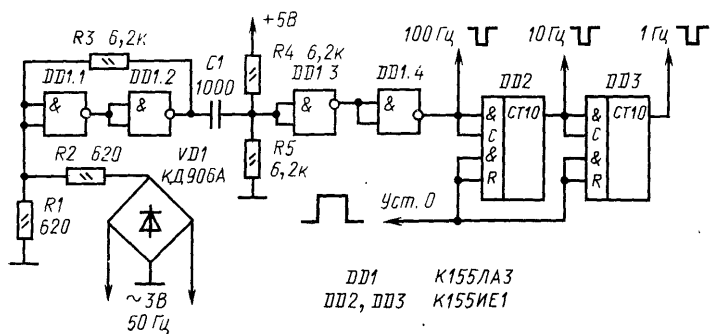 +5В
100 Гц
10 Гц
1 Гц
R3 6,2к
C1
1000
R4 6,2к
DD1.1
DD1.2
DD1.3
DD1.4
DD2
DD3
&
&
&
&
&
C
&
R
CT10
&
C
&
R
CT10
R2 620
VD1
КД906А
R5
6,2к
R1
620
Уст. 0
~3В
50 Гц
DD1 К155ЛА3
DD2, DD3 К155ИЕ1